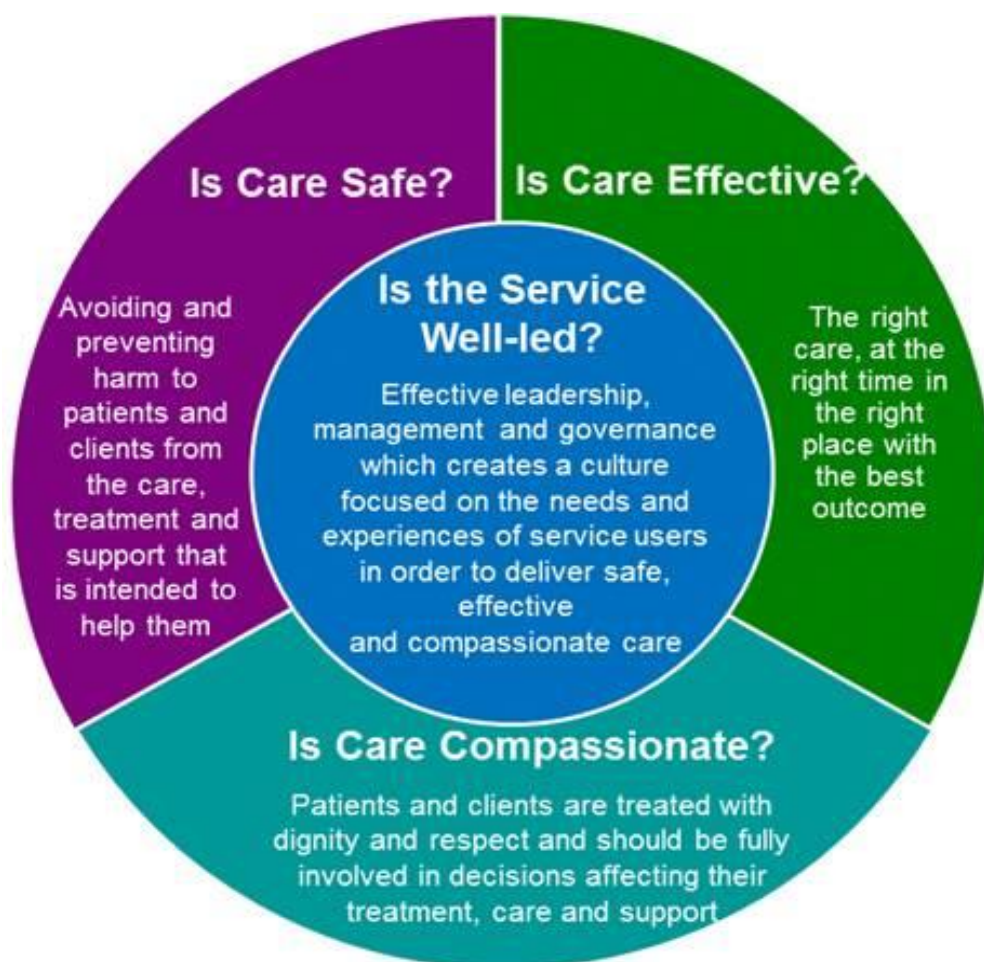 Is Care Safe?
Avoiding and
preventing
harm to
patients and
clients from
the care,
treatment and
support that
is intended to
help them
Is Care Effective?
The right
care, at the
right time in
the right
place with
the best
outcome
Is the Service
Well-led?
Effective leadership,
management and governance
which creates a culture
focused on the needs and
experiences of service users
in order to deliver safe,
effective
and compassionate care
Is Care Compassionate?
Patients and clients are treated with
dignity and respect and should be fully
involved in decisions affecting their
treatment, care and support